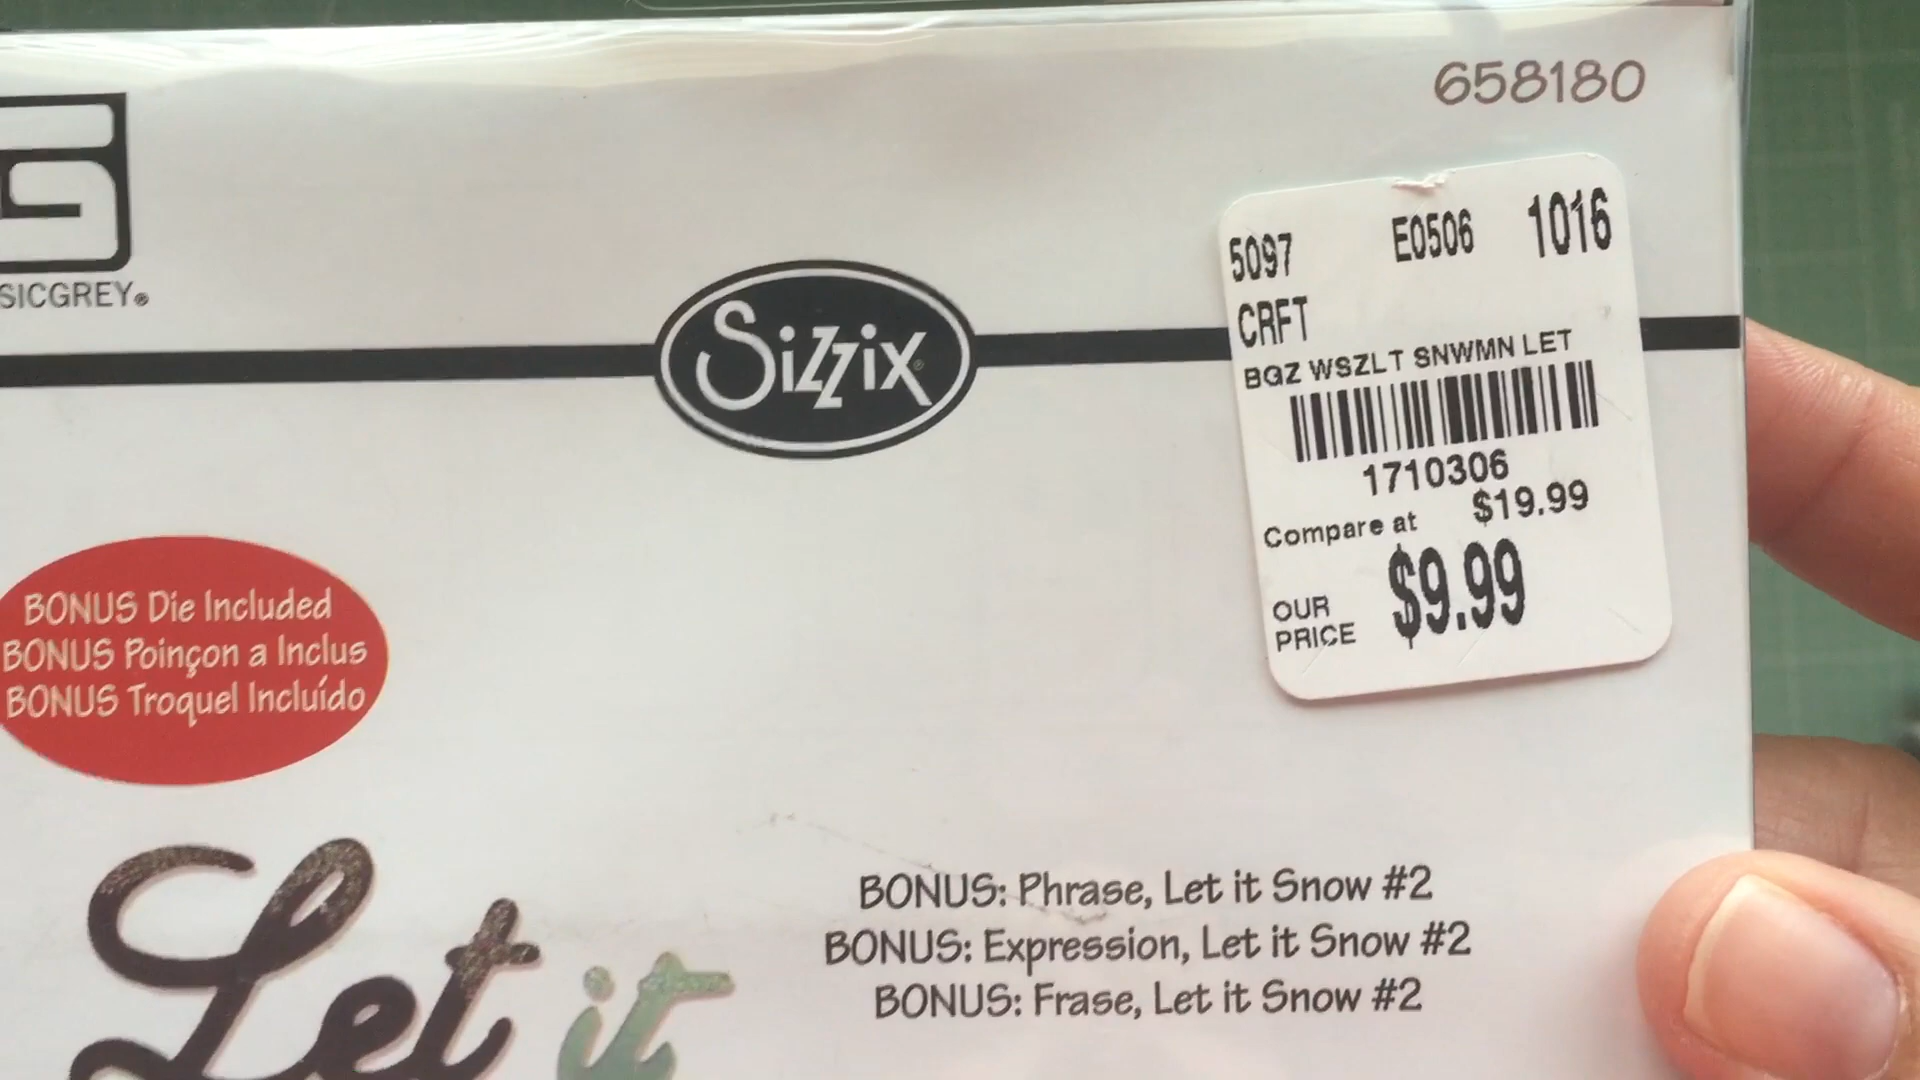 658180
SICGREY®
Sizzix
5097 E0506 1016
CRFT
BGZ WSZLT SNWMN LET
1710306
Compare at $19.99
OUR PRICE $9.99
BONUS Die Included
BONUS Poinçon a Inclus
BONUS Troquel Incluído
Let it
BONUS: Phrase, Let it Snow #2
BONUS: Expression, Let it Snow #2
BONUS: Frase, Let it Snow #2